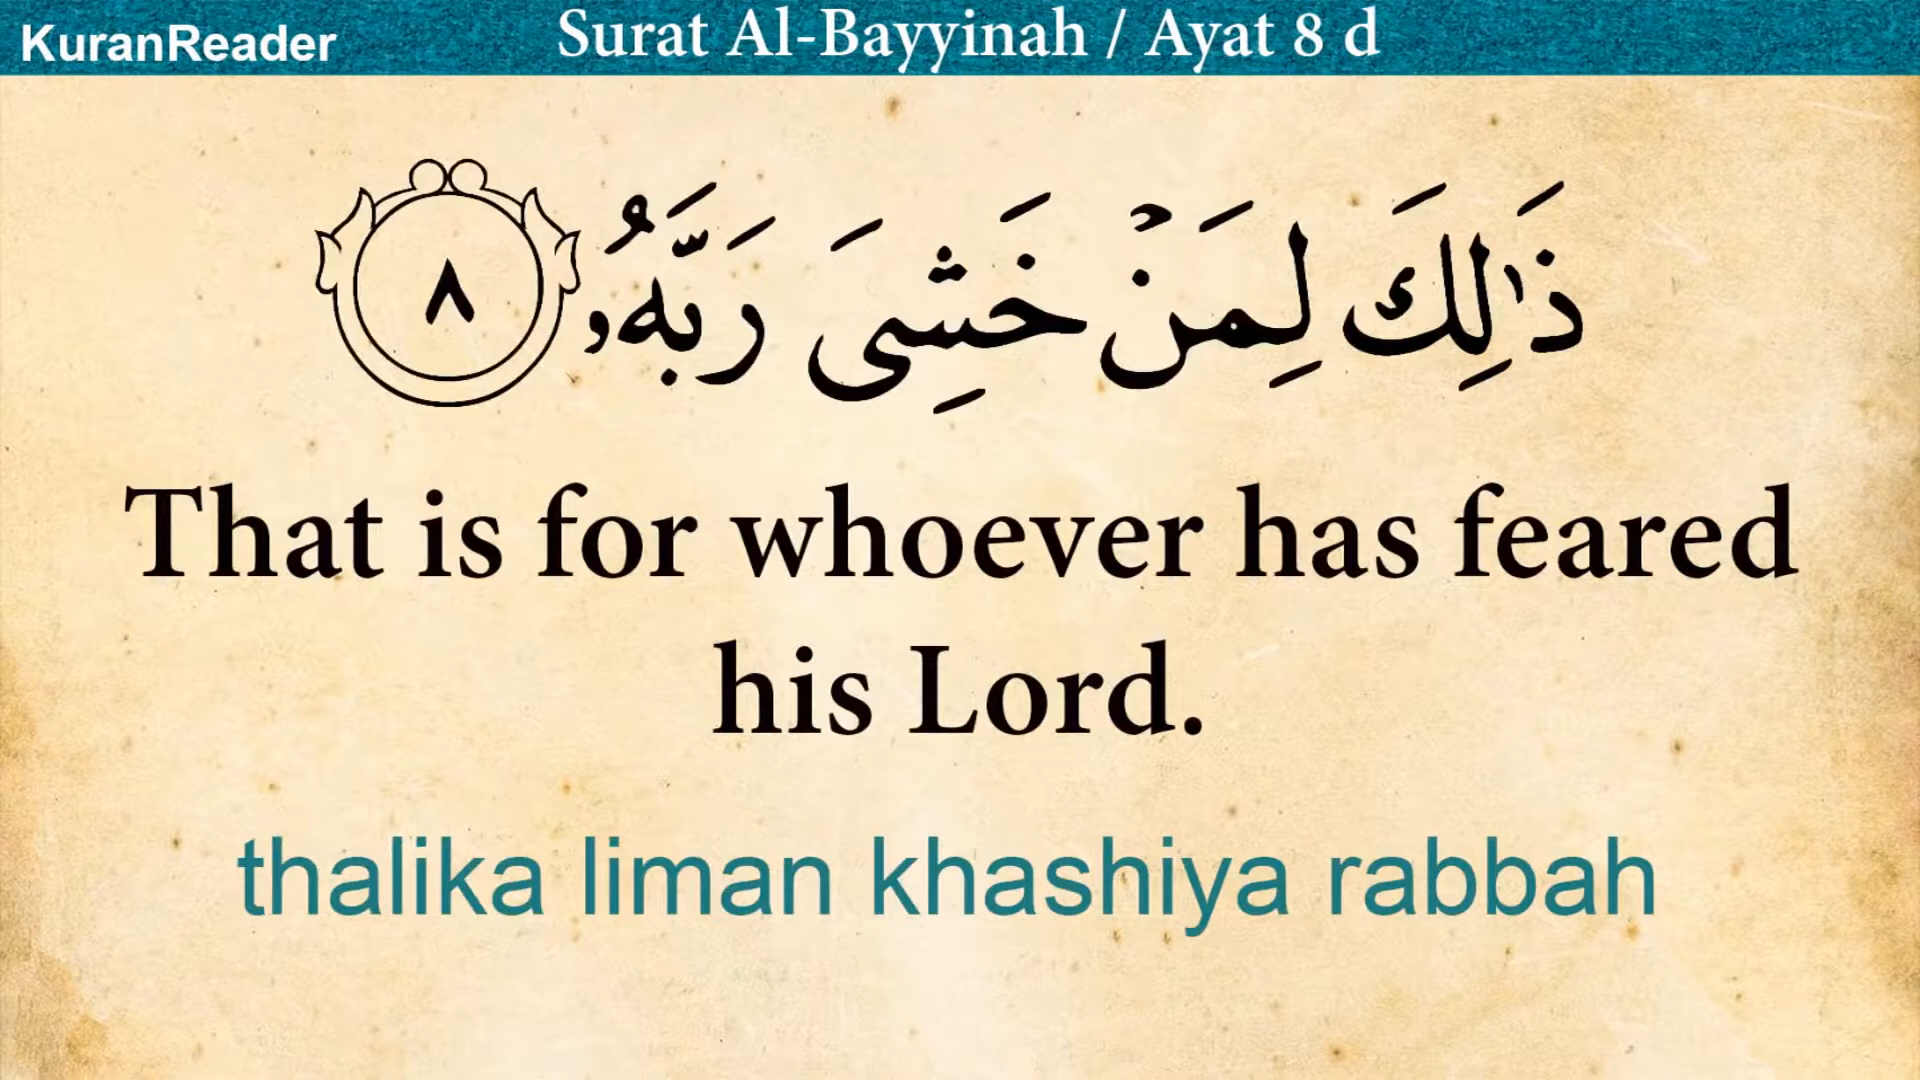 KuranReader
Surat Al-Bayyinah / Ayat 8 d
ذَٰلِكَ لِمَنْ خَشِىَ رَبَّهُۥ ٨
That is for whoever has feared
his Lord.
thalika liman khashiya rabbah